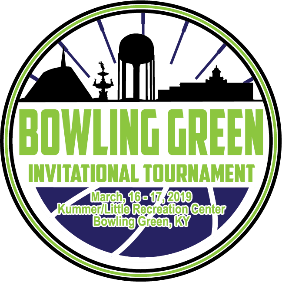 BOWLING GREEN
INVITATIONAL TOURNAMENT
March, 16 - 17, 2019
Kummer/Little Recreation Center
Bowling Green, KY